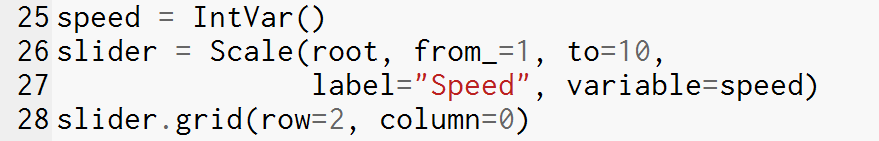 25 speed = IntVar()
26 slider = Scale(root, from_=1, to=10,
27                label="Speed", variable=speed)
28 slider.grid(row=2, column=0)